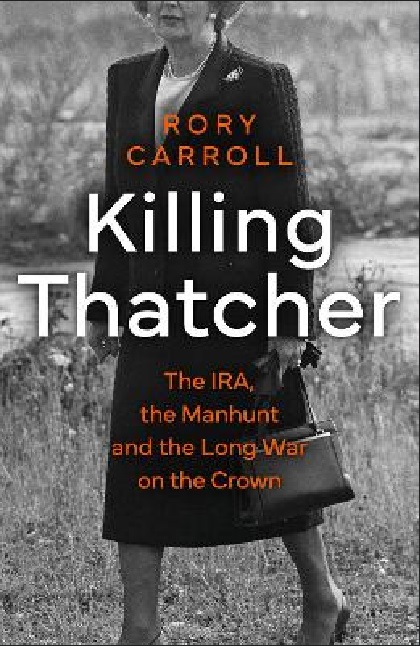 RORY
CARROLL
Killing
Thatcher
The IRA,
the Manhunt
and the Long War
on the Crown